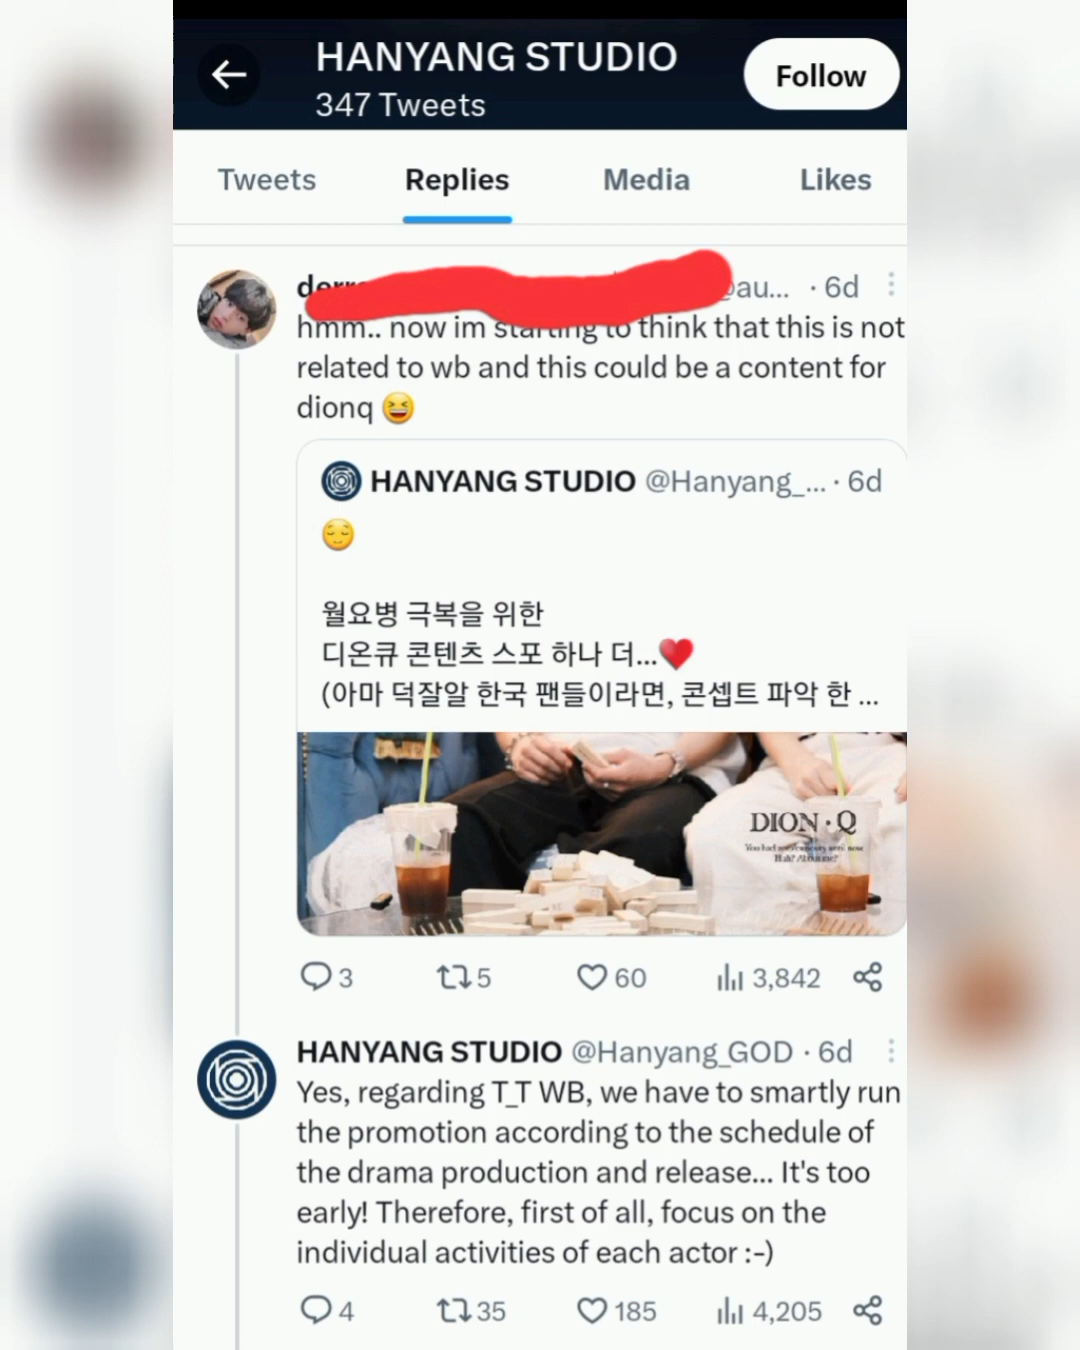 HANYANG STUDIO
347 Tweets
Follow
Tweets Replies Media Likes
au... · 6d
hmm.. now im starting to think that this is not
related to wb and this could be a content for
dionq 😆
HANYANG STUDIO @Hanyang_... · 6d
😌
월요병 극복을 위한
디온큐 콘텐츠 스포 하나 더...♥️
(아마 덕잘알 한국 팬들이라면, 콘셉트 파악 한 ...
DION · Q
You had
3 5 60 3,842
HANYANG STUDIO @Hanyang_GOD · 6d
Yes, regarding T_T WB, we have to smartly run
the promotion according to the schedule of
the drama production and release... It's too
early! Therefore, first of all, focus on the
individual activities of each actor :-)
4 35 185 4,205